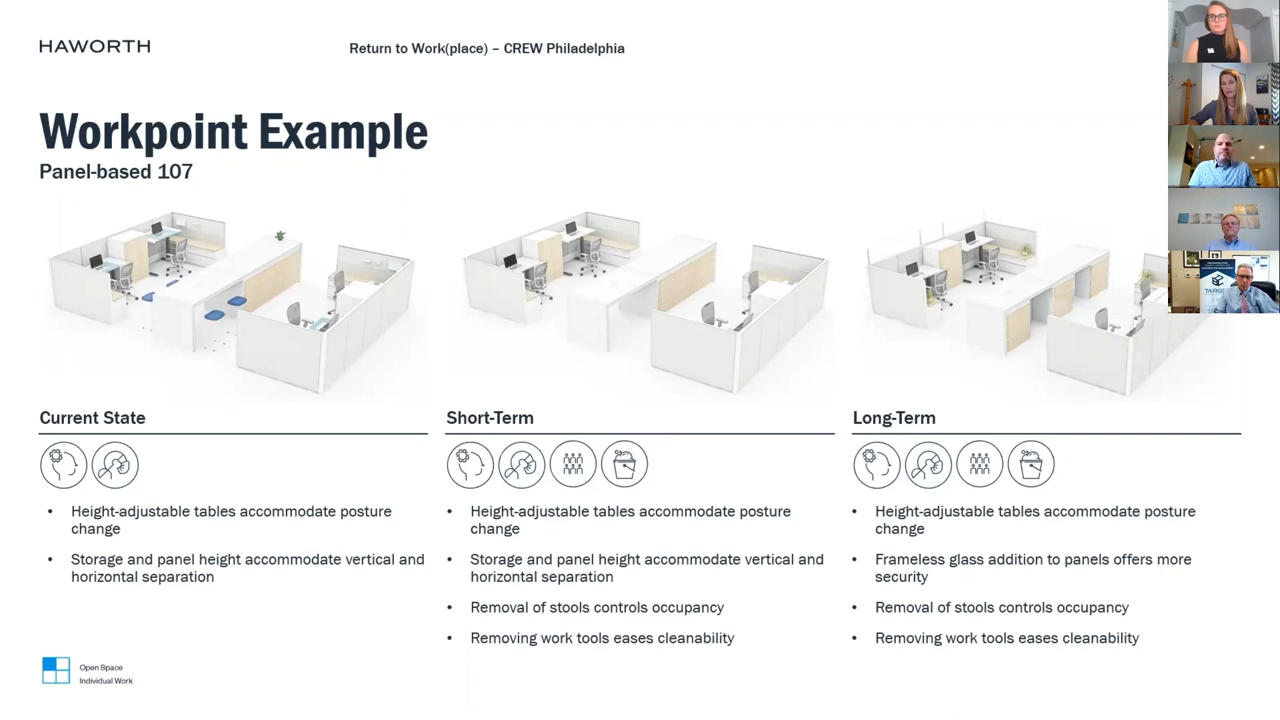 HAWORTH
Return to Work(place) – CREW Philadelphia
Workpoint Example
Panel-based 107
Current State
• Height-adjustable tables accommodate posture
change
• Storage and panel height accommodate vertical and
horizontal separation
Short-Term
• Height-adjustable tables accommodate posture
change
• Storage and panel height accommodate vertical and
horizontal separation
• Removal of stools controls occupancy
• Removing work tools eases cleanability
Long-Term
• Height-adjustable tables accommodate posture
change
• Frameless glass addition to panels offers more
security
• Removal of stools controls occupancy
• Removing work tools eases cleanability
Open Space
Individual Work